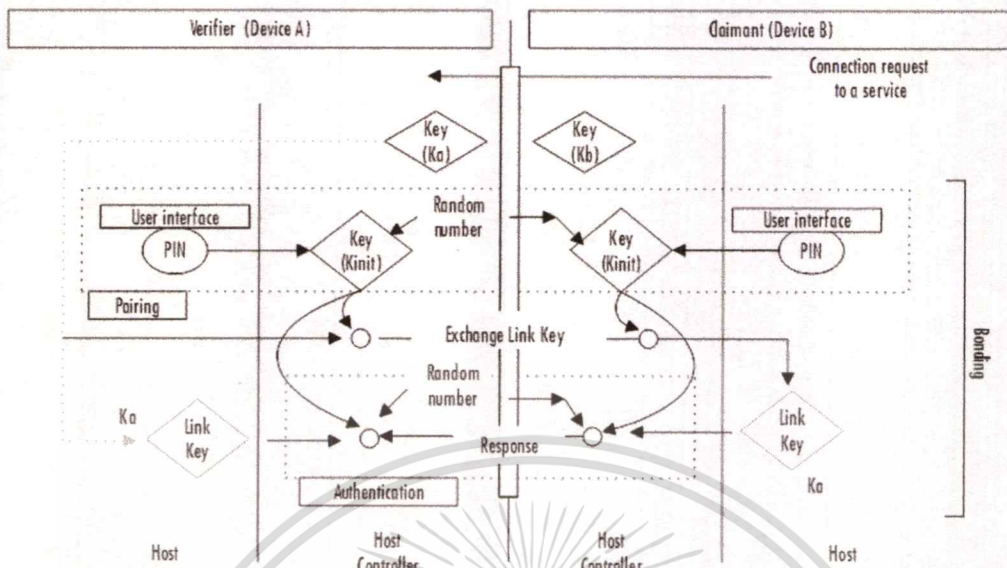 Verifier (Device A)
Claimant (Device B)
Connection request
to a service
Key
(Ka)
Key
(Kb)
User interface
PIN
Key
(Kinit)
Random
number
Key
(Kinit)
User interface
PIN
Pairing
Exchange Link Key
Random
number
Bonding
Ka
Link
Key
Response
Link
Key
Ka
Authentication
Host
Host
Controller
Host
Controller
Host